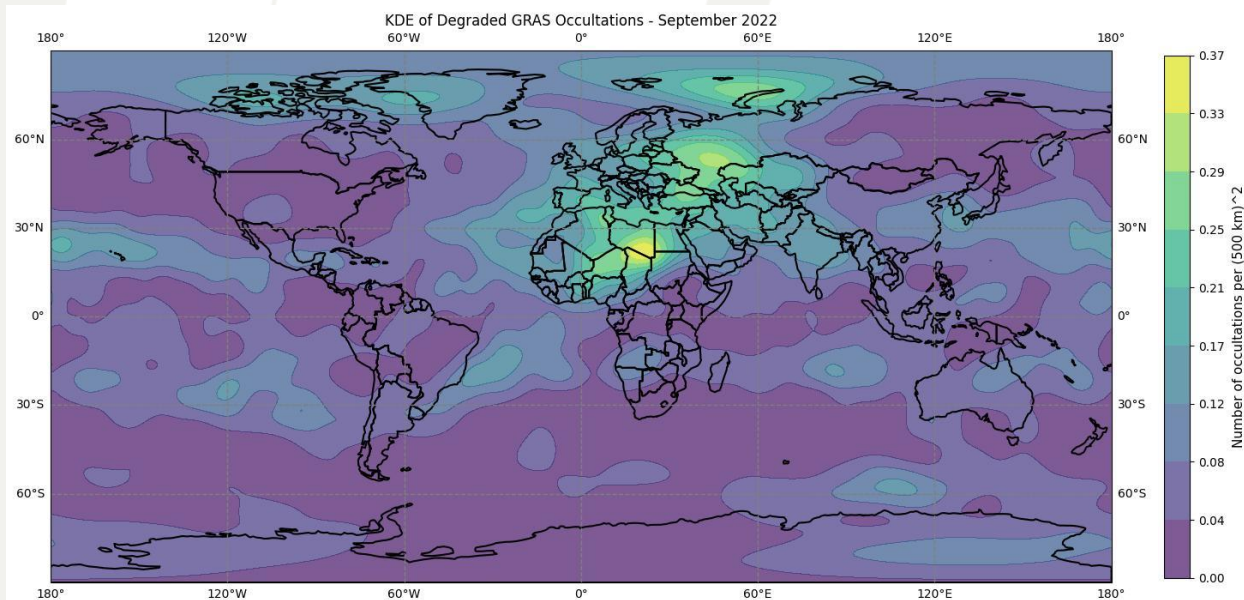 KDE of Degraded GRAS Occultations - September 2022
180° 120°W 60°W 0° 60°E 120°E 180°
60°N 60°N
30°N 30°N
0° 0°
30°S 30°S
60°S 60°S
180° 120°W 60°W 0° 60°E 120°E 180°
0.37
0.33
0.29
0.25
0.21
0.17
0.12
0.08
0.04
0.00
Number of occultations per (500 km)^2